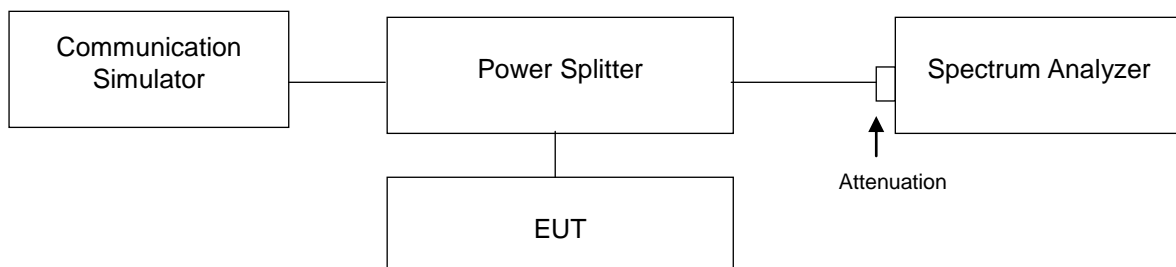 Communication
Simulator
Power Splitter
Spectrum Analyzer
Attenuation
EUT